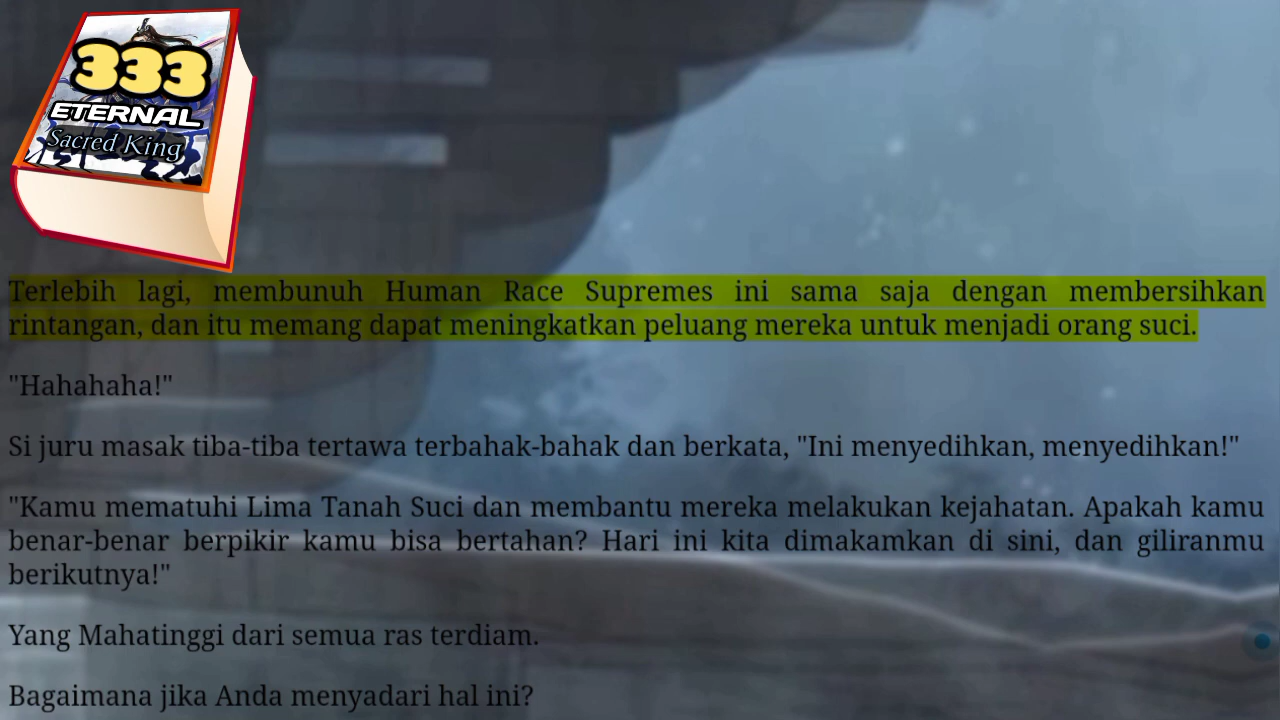 333
ETERNAL
Sacred King
Terlebih lagi, membunuh Human Race Supremes ini sama saja dengan membersihkan
rintangan, dan itu memang dapat meningkatkan peluang mereka untuk menjadi orang suci.
"Hahahaha!"
Si juru masak tiba-tiba tertawa terbahak-bahak dan berkata, "Ini menyedihkan, menyedihkan!"
"Kamu mematuhi Lima Tanah Suci dan membantu mereka melakukan kejahatan. Apakah kamu
benar-benar berpikir kamu bisa bertahan? Hari ini kita dimakamkan di sini, dan giliranmu
berikutnya!"
Yang Mahatinggi dari semua ras terdiam.
Bagaimana jika Anda menyadari hal ini?